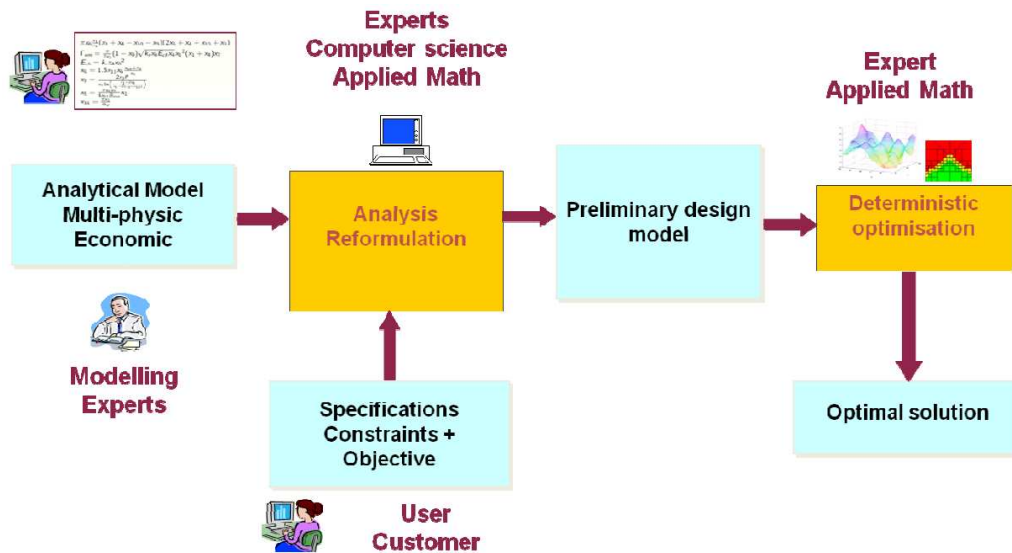 Experts
Computer science
Applied Math
Expert
Applied Math
Analytical Model
Multi-physic
Economic
Analysis
Reformulation
Preliminary design
model
Deterministic
optimisation
Modelling
Experts
Specifications
Constraints +
Objective
Optimal solution
User
Customer